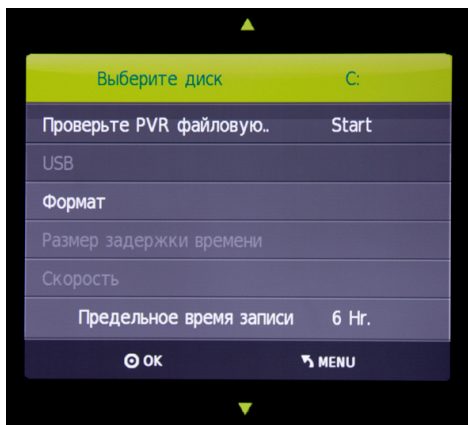 Выберите диск C:
Проверьте PVR файловую.. Start
USB
Формат
Размер задержки времени
Скорость
Предельное время записи 6 Hr.
OK MENU